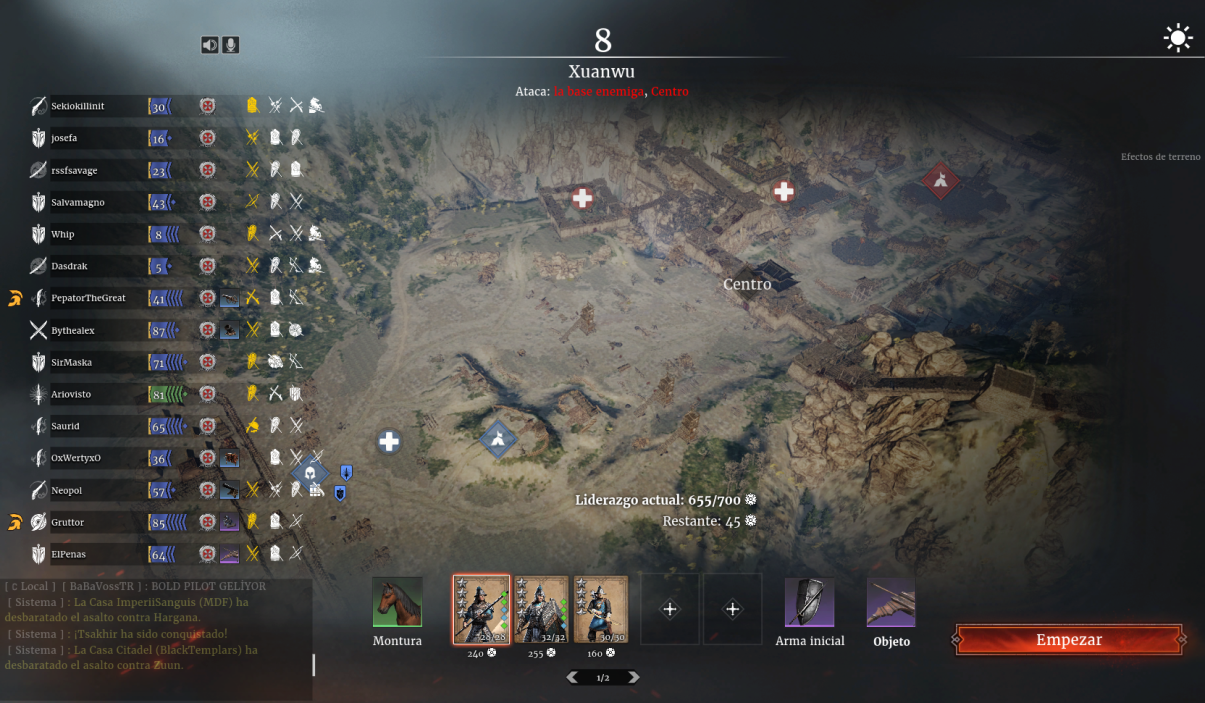 8
Xuanwu
Ataca: la base enemiga, Centro
Efectos de terreno
Sekiokillinit 30
josefa 16
rssfsavage 23
Salvamagno 43
Whip 8
Dasdrak 5
PepatorTheGreat 41
Bythealex 87
SirMaska 71
Ariovisto 81
Saurid 65
OxWertyxO 36
Neopol 57
Gruttor 85
ElPenas 64
Centro
Liderazgo actual: 655/700
Restante: 45
[ c Local ] [ BaBaVossTR ] : BOLD PILOT GELİYOR
[ Sistema ] : La Casa ImperiiSanguis (MDF) ha
desbaratado el asalto contra Hargana.
[ Sistema ] : ¡Tsakhir ha sido conquistado!
[ Sistema ] : La Casa Citadel (BlackTemplars) ha
desbaratado el asalto contra Zuun.
Montura
28/28
32/32
30/30
240
255
160
1/2
Arma inicial
Objeto
Empezar